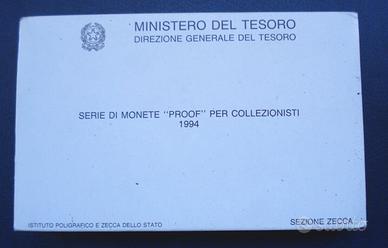 MINISTERO DEL TESORO
DIREZIONE GENERALE DEL TESORO
SERIE DI MONETE "PROOF" PER COLLEZIONISTI
1994
ISTITUTO POLIGRAFICO E ZECCA DELLO STATO
SEZIONE ZECCA